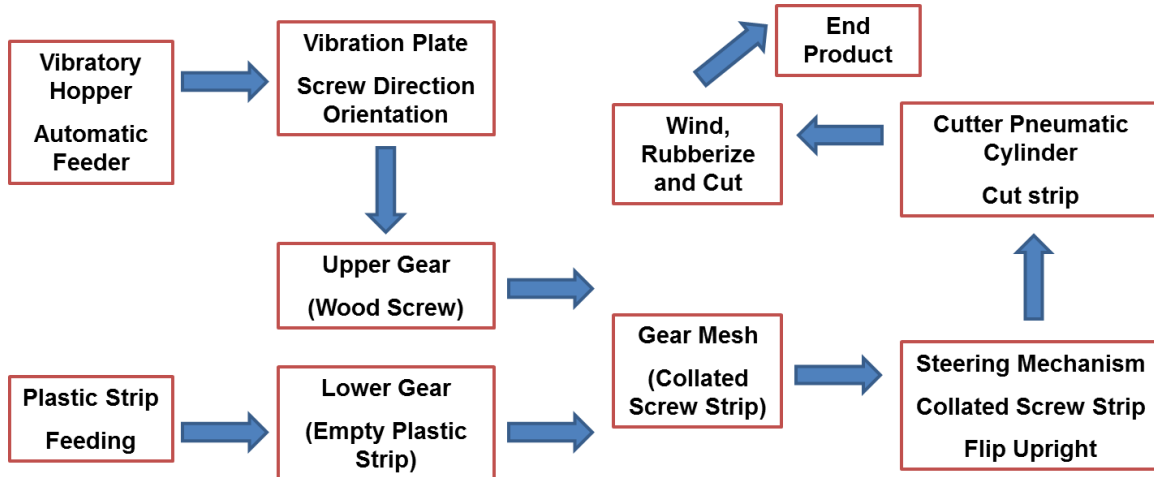 Vibratory
Hopper
Automatic
Feeder
Vibration Plate
Screw Direction
Orientation
Upper Gear
(Wood Screw)
Plastic Strip
Feeding
Lower Gear
(Empty Plastic
Strip)
Gear Mesh
(Collated
Screw Strip)
Steering Mechanism
Collated Screw Strip
Flip Upright
Cutter Pneumatic
Cylinder
Cut strip
Wind,
Rubberize
and Cut
End
Product